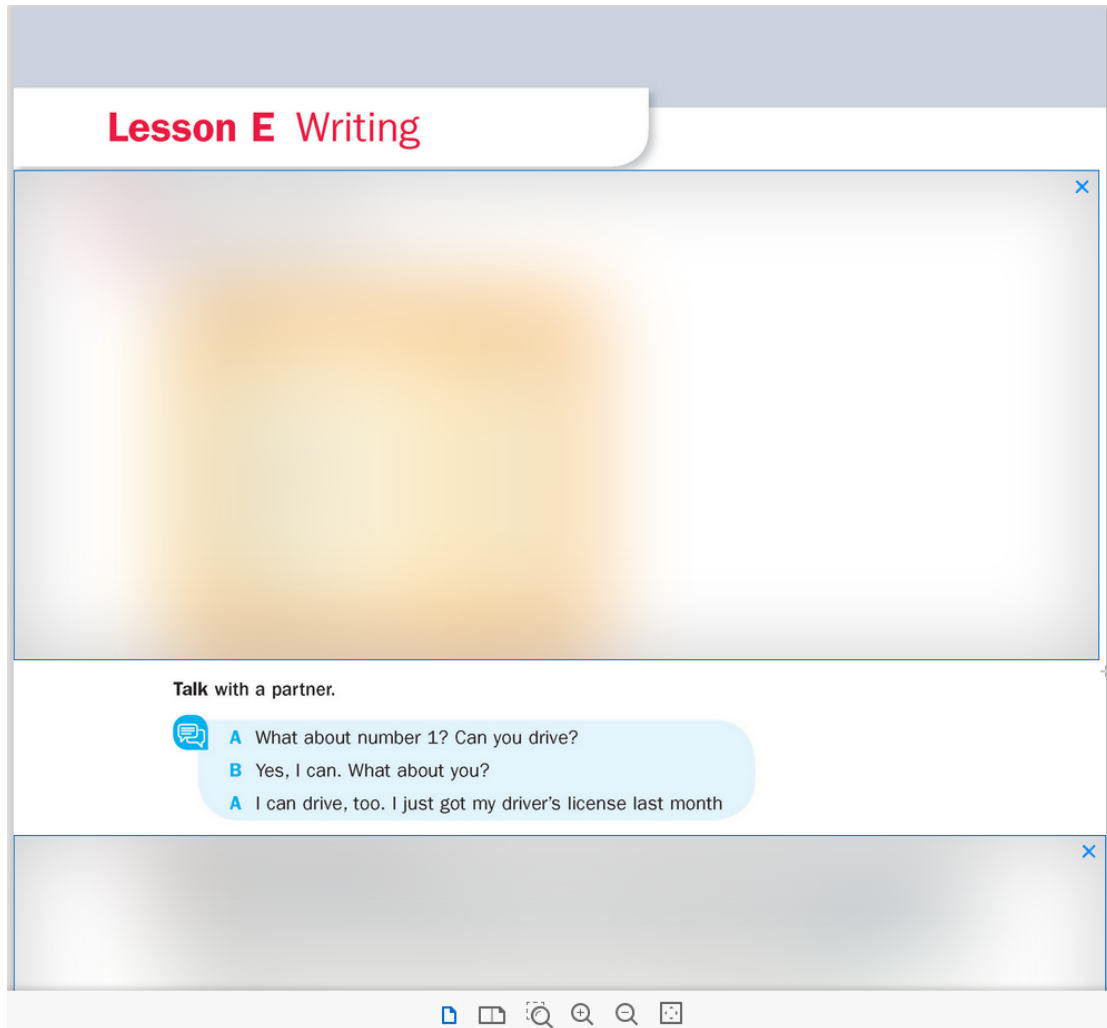 Lesson E Writing
Talk with a partner.
A What about number 1? Can you drive?
B Yes, I can. What about you?
A I can drive, too. I just got my driver's license last month